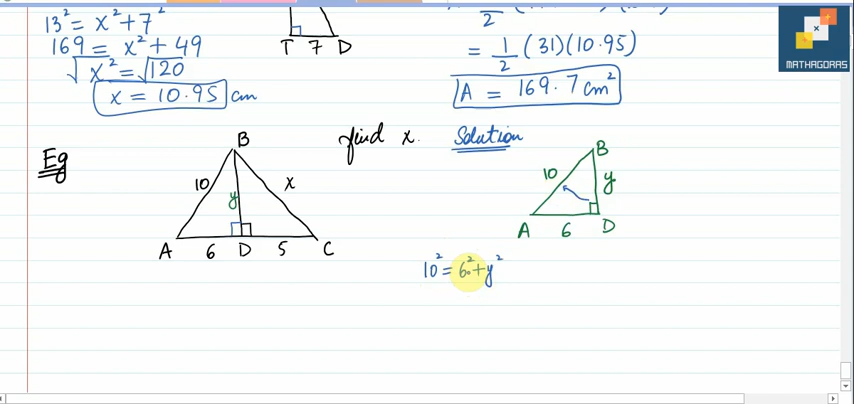 13² = x² + 7²
169 = x² + 49
√x² = √120
x = 10.95 cm
T 7 D
2
= 1/2 (31)(10.95)
A = 169.7 cm²
MATHAGORAS
Eg
find x.
Solution
B
10
y
x
A 6 D 5 C
B
10
y
A 6 D
10² = 6² + y²